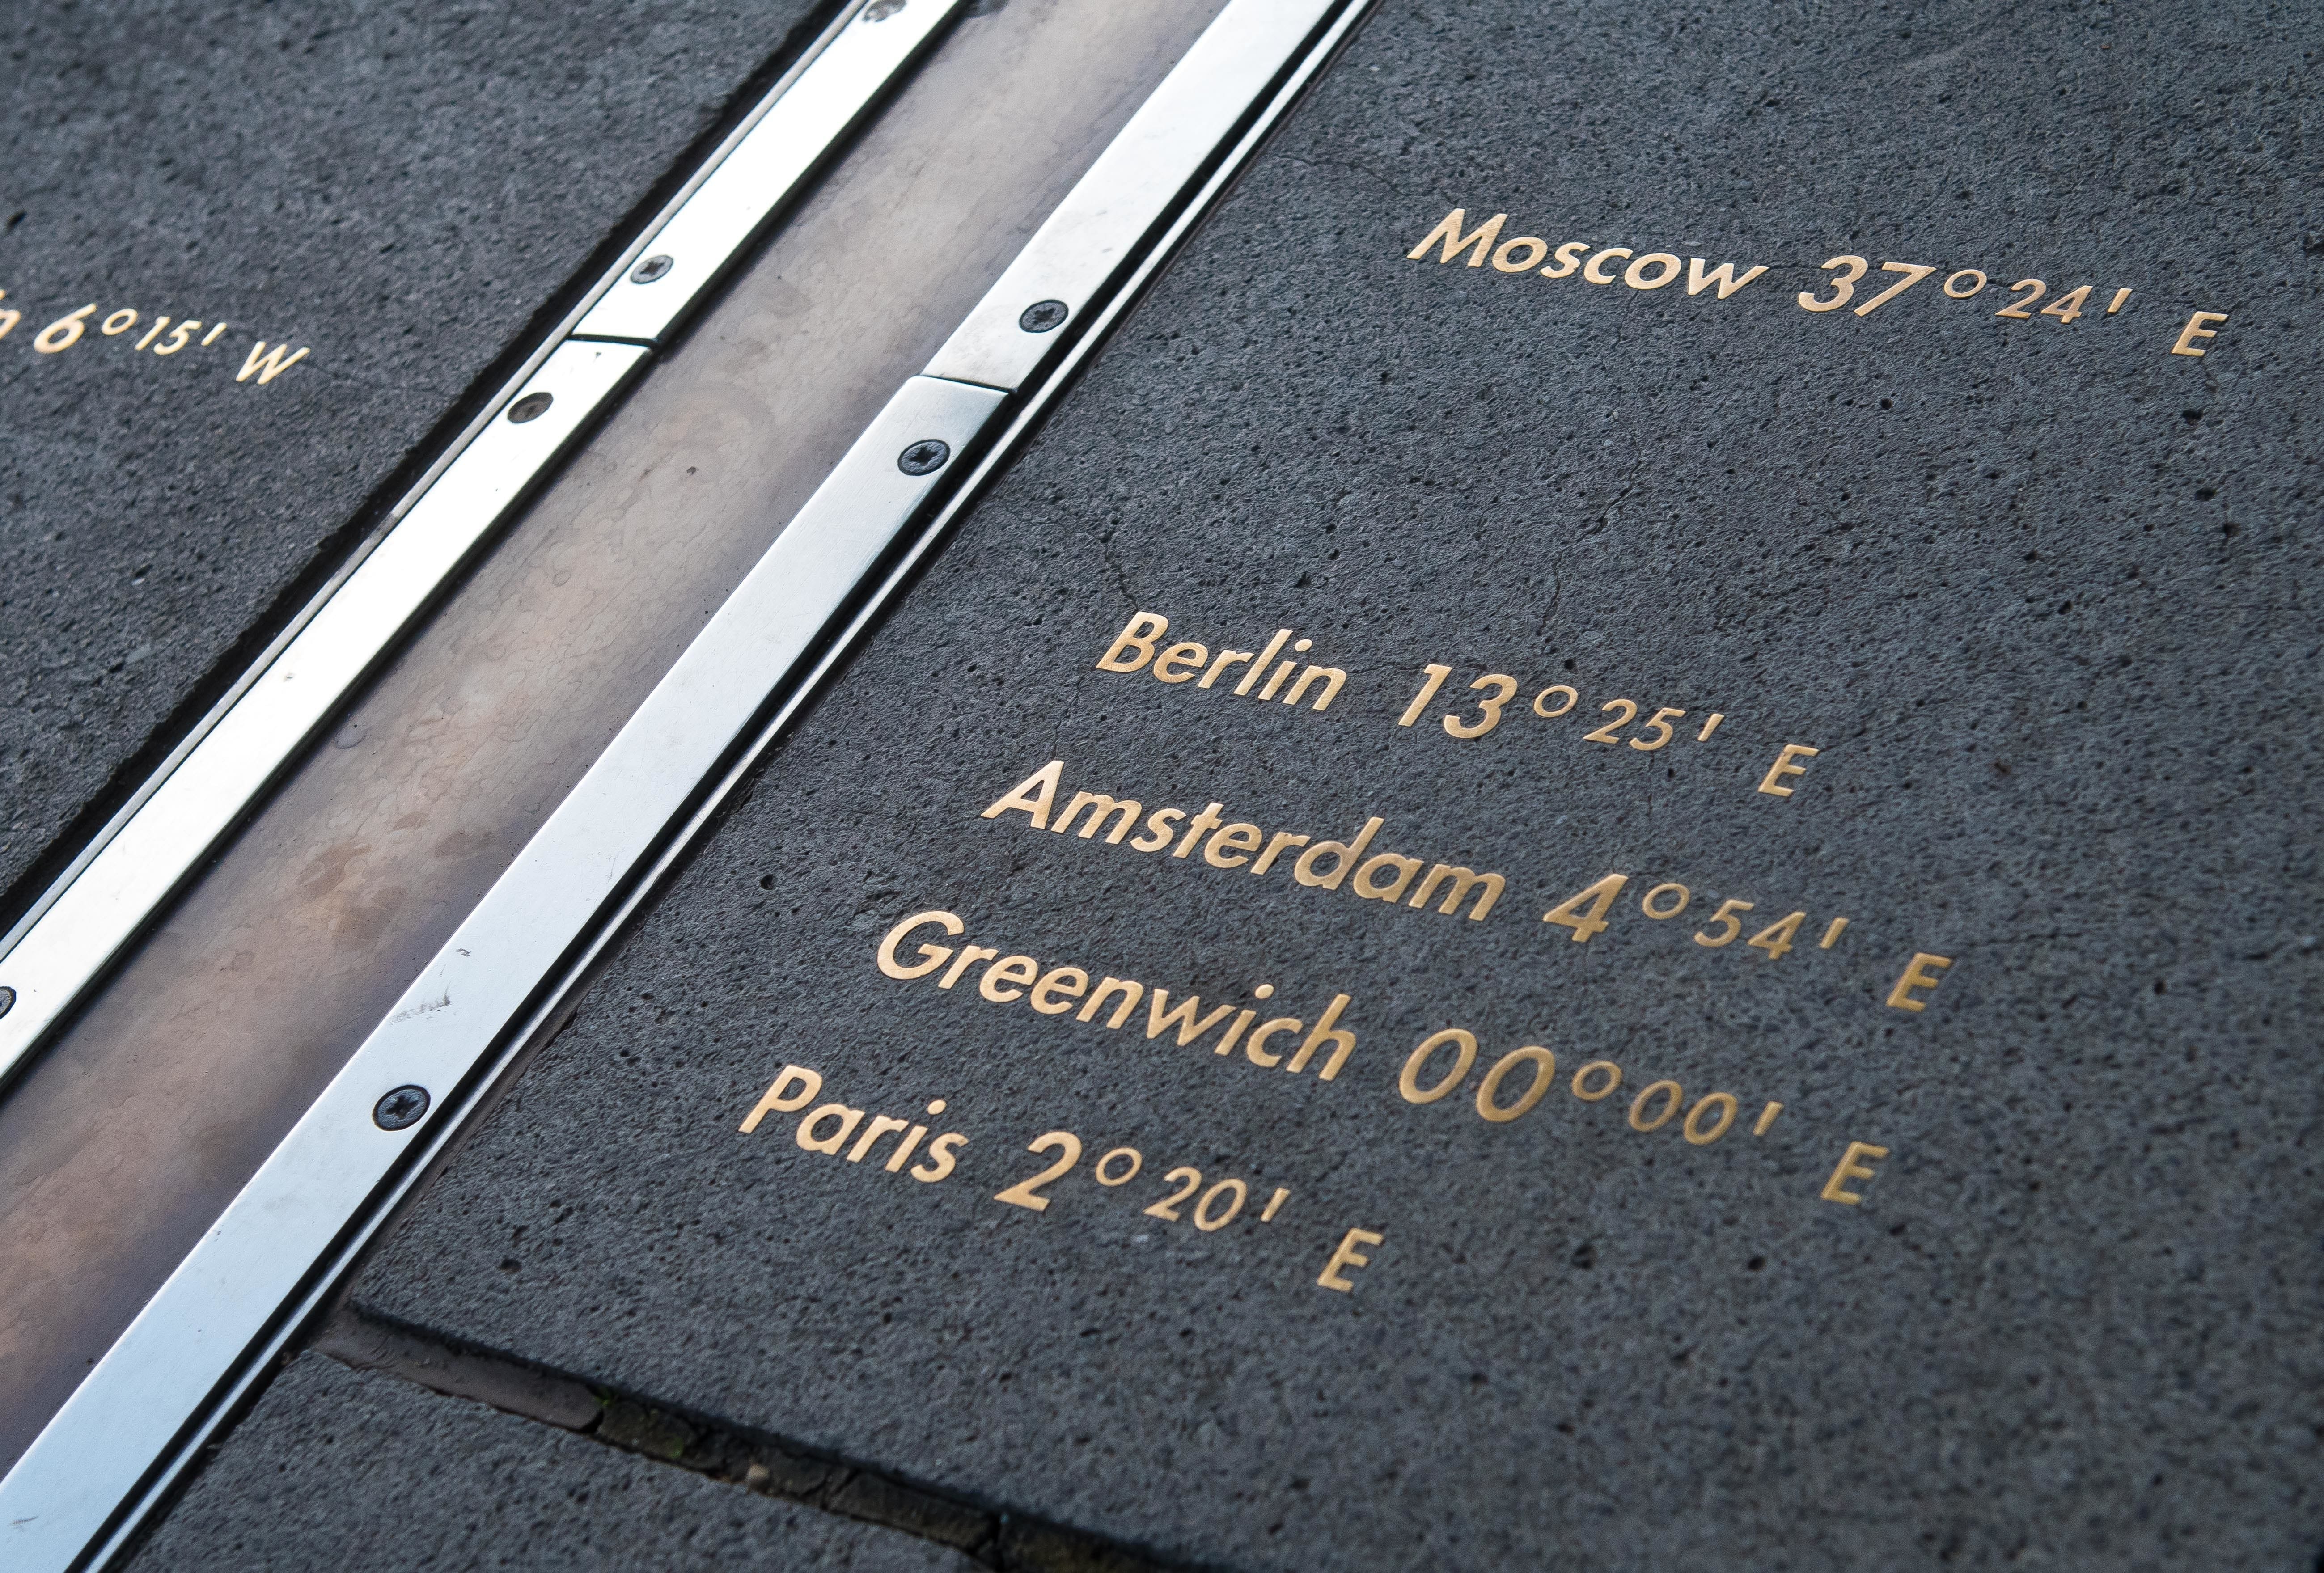 6°15' W
Moscow 37°24' E
Berlin 13°25' E
Amsterdam 4°54' E
Greenwich 00°00' E
Paris 2°20' E